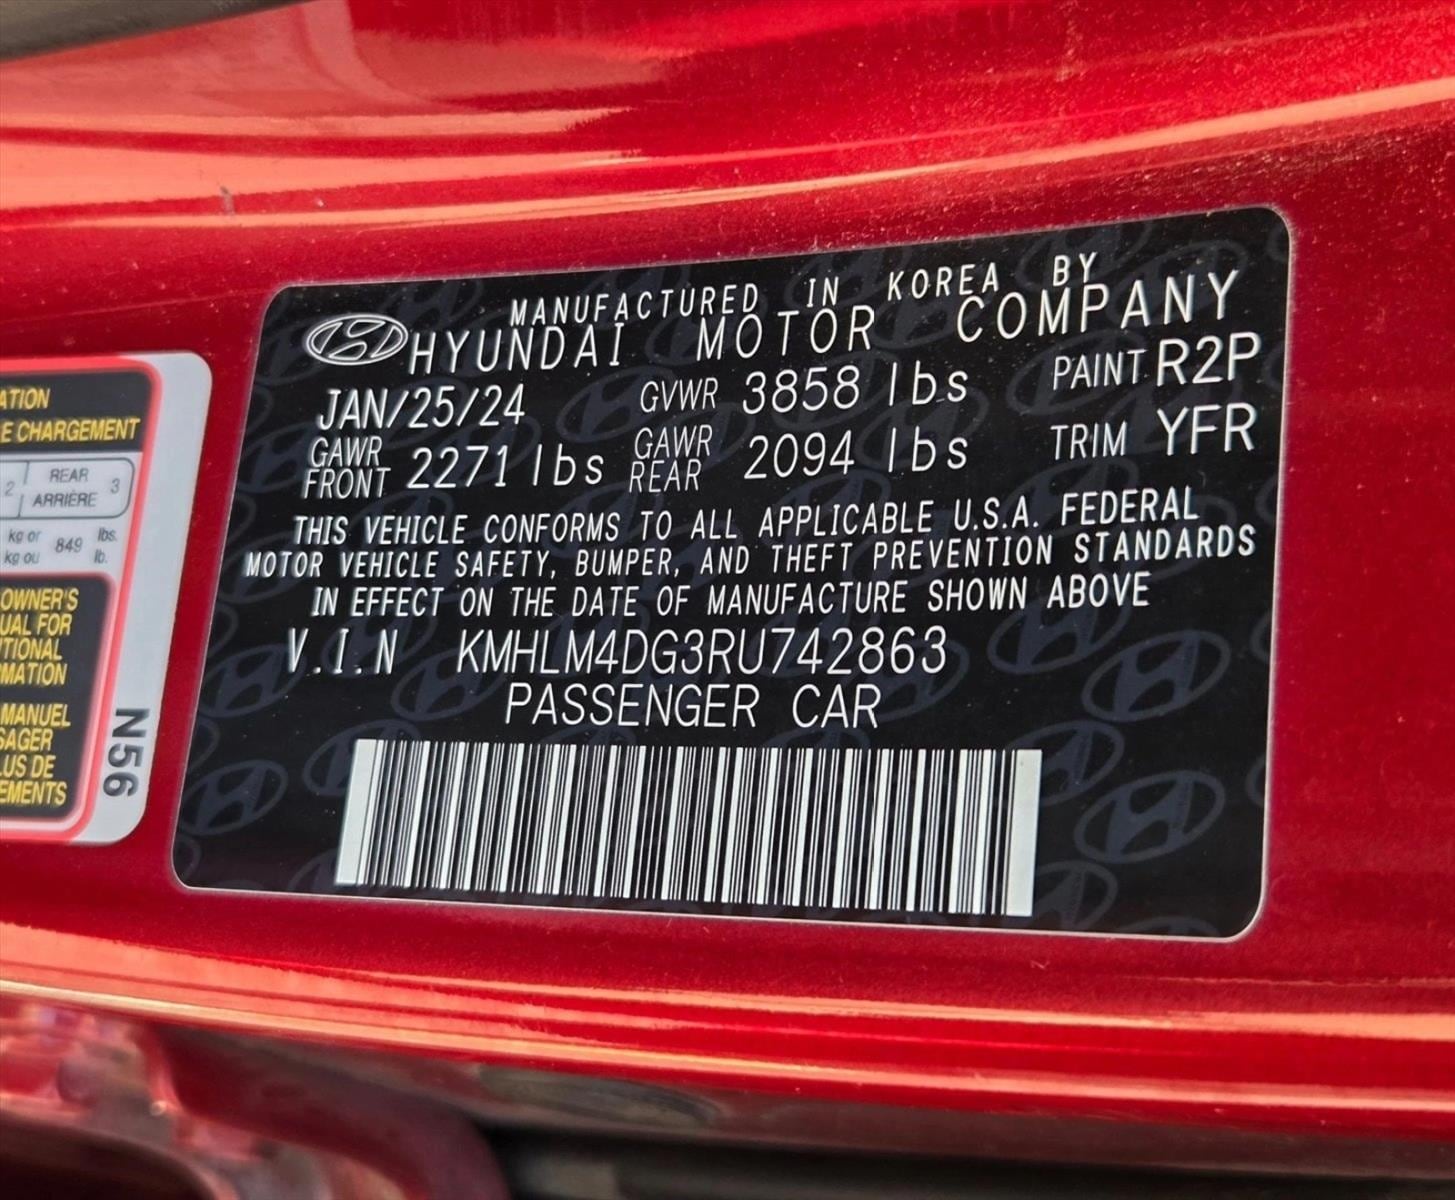 MANUFACTURED IN KOREA BY
HYUNDAI MOTOR COMPANY
JAN/25/24 GVWR 3858 lbs PAINT R2P
GAWR FRONT 2271 lbs GAWR REAR 2094 lbs TRIM YFR
THIS VEHICLE CONFORMS TO ALL APPLICABLE U.S.A. FEDERAL
MOTOR VEHICLE SAFETY, BUMPER, AND THEFT PREVENTION STANDARDS
IN EFFECT ON THE DATE OF MANUFACTURE SHOWN ABOVE
V.I.N KMHLM4DG3RU742863
PASSENGER CAR
ATION
E CHARGEMENT
2 REAR 3
ARRIÈRE
kg or 849 lbs.
kg ou lb.
OWNER'S
UAL FOR
ITIONAL
MATION
MANUEL
SAGER
LUS DE
EMENTS
N56